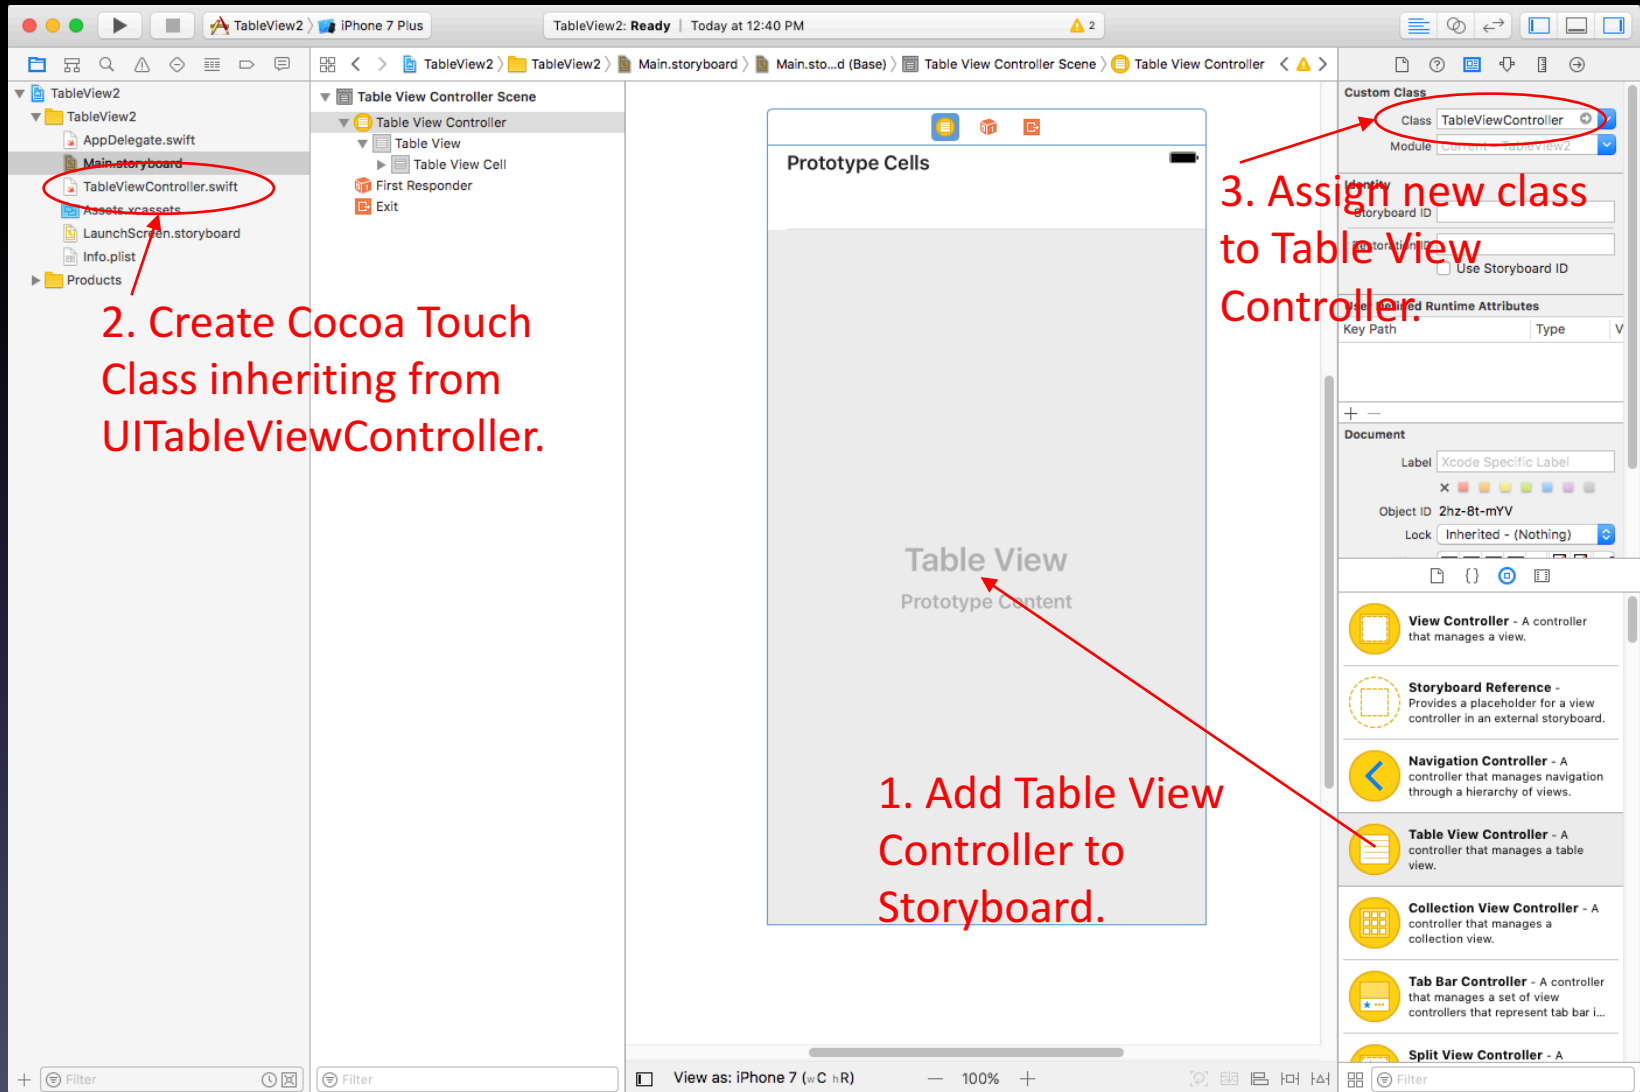 TableView2 〉 iPhone 7 Plus
TableView2: Ready | Today at 12:40 PM
2
TableView2 〉 TableView2 〉 Main.storyboard 〉 Main.sto...d (Base) 〉 Table View Controller Scene 〉 Table View Controller
TableView2
TableView2
AppDelegate.swift
Main.storyboard
TableViewController.swift
Assets.xcassets
LaunchScreen.storyboard
Info.plist
Products
2. Create Cocoa Touch
Class inheriting from
UITableViewController.
Filter
Table View Controller Scene
Table View Controller
Table View
Table View Cell
First Responder
Exit
Filter
Prototype Cells
Table View
Prototype Content
1. Add Table View
Controller to
Storyboard.
View as: iPhone 7 (wC hR)
— 100% +
Custom Class
Class TableViewController
Module Current - TableView2
3. Assign new class
to Table View
Controller.
Identity
Storyboard ID
Restoration ID
Use Storyboard ID
User Defined Runtime Attributes
Key Path Type V
+ —
Document
Label Xcode Specific Label
Object ID 2hz-8t-mYV
Lock Inherited - (Nothing)
View Controller - A controller
that manages a view.
Storyboard Reference -
Provides a placeholder for a view
controller in an external storyboard.
Navigation Controller - A
controller that manages navigation
through a hierarchy of views.
Table View Controller - A
controller that manages a table
view.
Collection View Controller - A
controller that manages a
collection view.
Tab Bar Controller - A controller
that manages a set of view
controllers that represent tab bar i...
Split View Controller - A
Filter